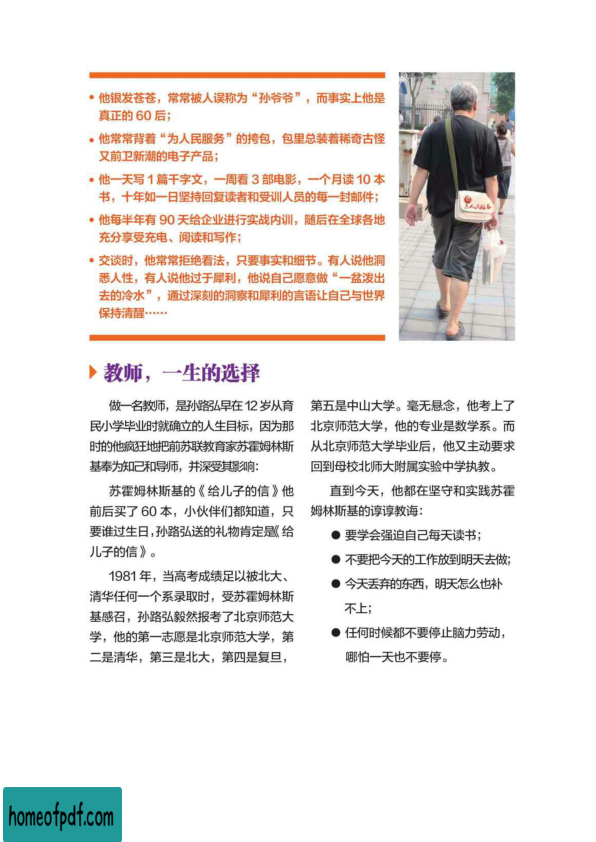 • 他银发苍苍，常常被人误称为“孙爷爷”，而事实上他是
真正的 60 后；
• 他常常背着“为人民服务”的挎包，包里总装着稀奇古怪
又前卫新潮的电子产品；
• 他一天写 1 篇千字文，一周看 3 部电影，一个月读 10 本
书，十年如一日坚持回复读者和受训人员的每一封邮件；
• 他每半年有 90 天给企业进行实战内训，随后在全球各地
充分享受充电、阅读和写作；
• 交谈时，他常常拒绝看法，只要事实和细节。有人说他洞
悉人性，有人说他过于犀利，他说自己愿意做“一盆泼出
去的冷水”，通过深刻的洞察和犀利的言语让自己与世界
保持清醒……
为人民服务
教师，一生的选择
做一名教师，是孙路弘早在 12 岁从育
民小学毕业时就确立的人生目标，因为那
时的他疯狂地把前苏联教育家苏霍姆林斯
基奉为知己和导师，并深受其影响：
苏霍姆林斯基的《给儿子的信》他
前后买了 60 本，小伙伴们都知道，只
要谁过生日，孙路弘送的礼物肯定是《给
儿子的信》。
1981 年，当高考成绩足以被北大、
清华任何一个系录取时，受苏霍姆斯
基感召，孙路弘毅然报考了北京师范大
学，他的第一志愿是北京师范大学，第
二是清华，第三是北大，第四是复旦，
第五是中山大学。毫无悬念，他考上了
北京师范大学，他的专业是数学系。而
从北京师范大学毕业后，他又主动要求
回到母校北师大附属实验中学执教。
直到今天，他都在坚守和实践苏霍
姆林斯基的谆谆教诲：
● 要学会强迫自己每天读书；
● 不要把今天的工作放到明天去做；
● 今天丢弃的东西，明天怎么也补
不上；
● 任何时候都不要停止脑力劳动，
哪怕一天也不要停。
homeofpdf.com